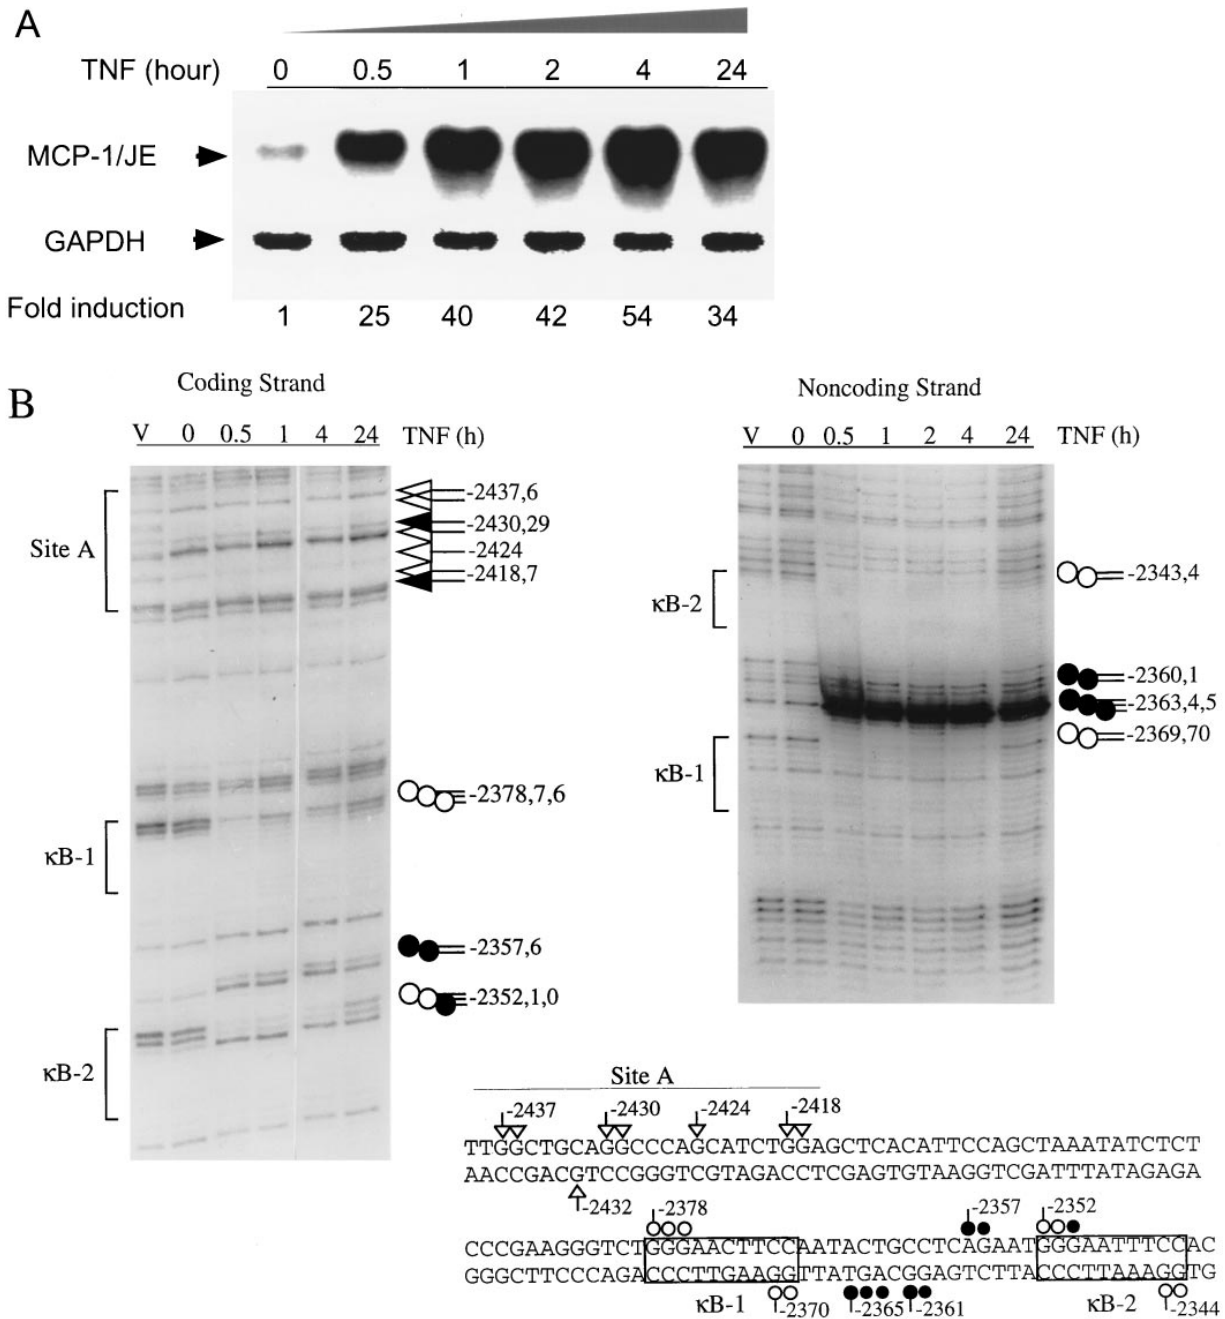 A
TNF (hour) 0 0.5 1 2 4 24
MCP-1/JE
GAPDH
Fold induction 1 25 40 42 54 34
B
Coding Strand
V 0 0.5 1 4 24 TNF (h)
Site A
-2437,6
-2430,29
-2424
-2418,7
-2378,7,6
κB-1
-2357,6
-2352,1,0
κB-2
Noncoding Strand
V 0 0.5 1 2 4 24 TNF (h)
κB-2
-2343,4
-2360,1
-2363,4,5
-2369,70
κB-1
Site A
-2437 -2430 -2424 -2418
TTGGCTGCAGGCCCAGCATCTGGAGCTCACATTCCAGCTAAATATCTCT
AACCGACGTCCGGGTCGTAGACCTCGAGTGTAAGGTCGATTTATAGAGA
-2432 -2378 -2357 -2352
CCCGAAGGGTCTGGGAACTTCCAATACTGCCTCAGAATGGGAATTTCCAC
GGGCTTCCCAGACCCTTGAAGGTTATGACGGAGTCTTACCCTTAAAGGTG
κB-1 -2370 -2365 -2361 κB-2 -2344